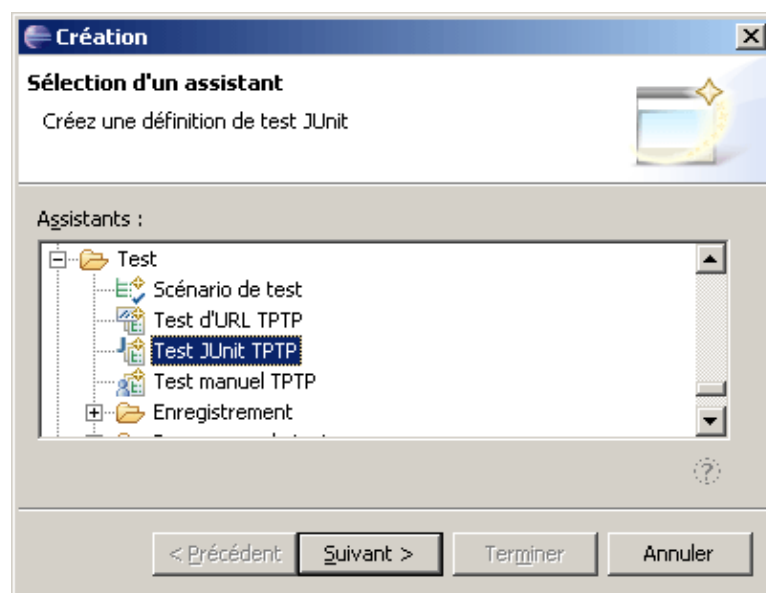 Création
Sélection d'un assistant
Créez une définition de test JUnit
Assistants :
Test
Scénario de test
Test d'URL TPTP
Test JUnit TPTP
Test manuel TPTP
Enregistrement
< Précédent Suivant > Terminer Annuler